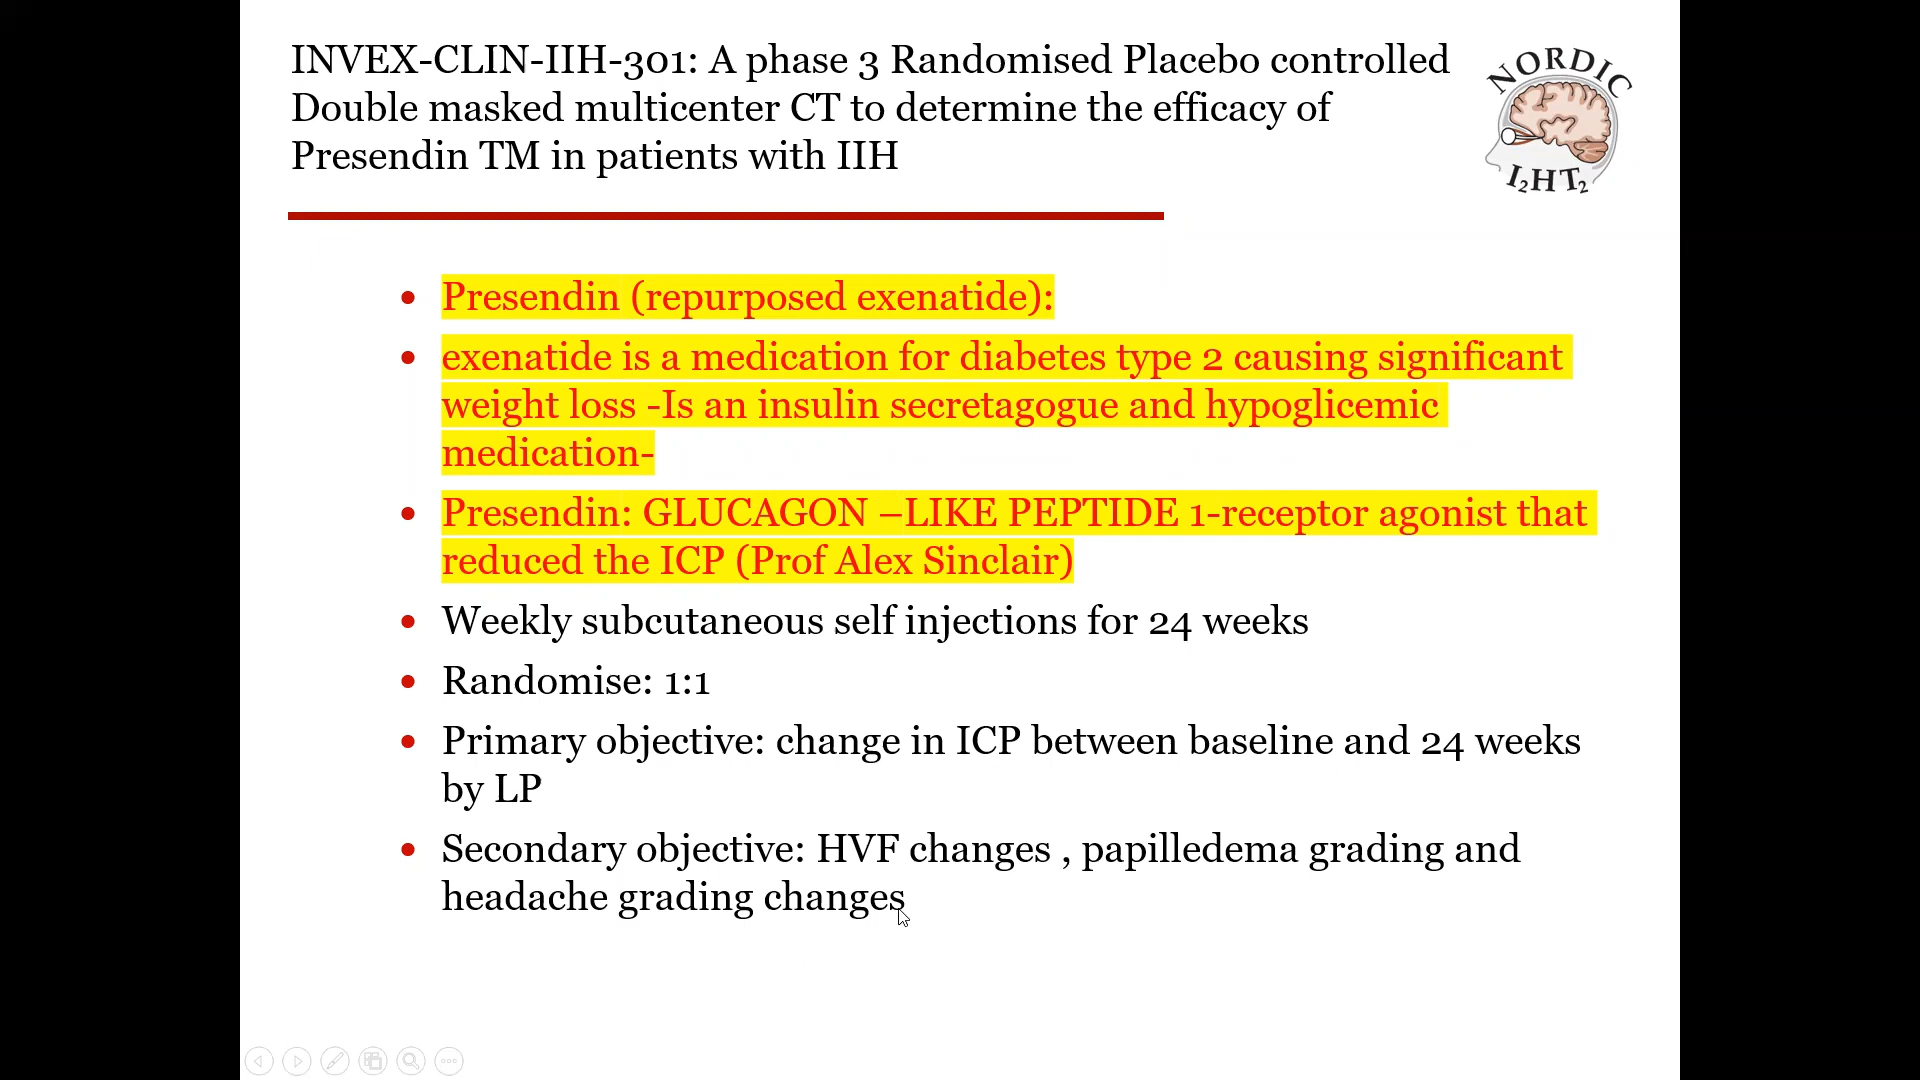 INVEX-CLIN-IIH-301: A phase 3 Randomised Placebo controlled
Double masked multicenter CT to determine the efficacy of
Presendin TM in patients with IIH
NORDIC
I2HT2
• Presendin (repurposed exenatide):
• exenatide is a medication for diabetes type 2 causing significant
weight loss -Is an insulin secretagogue and hypoglicemic
medication-
• Presendin: GLUCAGON –LIKE PEPTIDE 1-receptor agonist that
reduced the ICP (Prof Alex Sinclair)
• Weekly subcutaneous self injections for 24 weeks
• Randomise: 1:1
• Primary objective: change in ICP between baseline and 24 weeks
by LP
• Secondary objective: HVF changes , papilledema grading and
headache grading changes